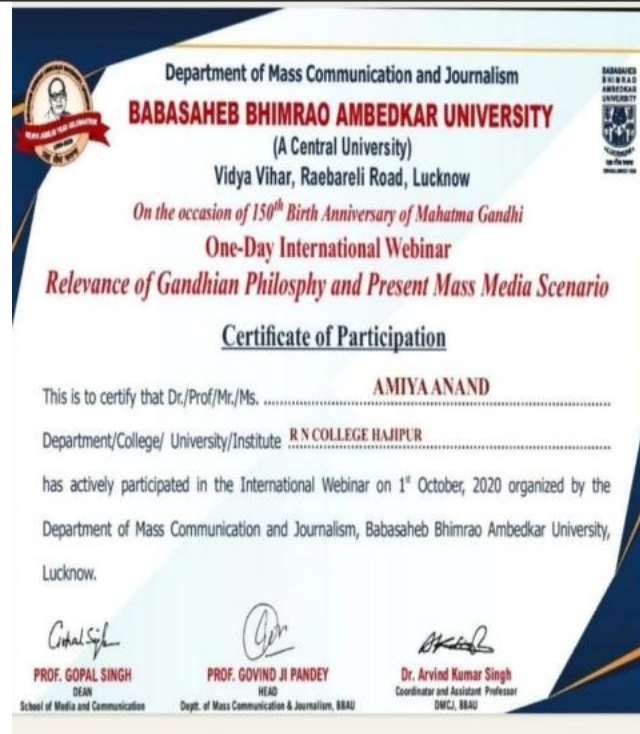 Department of Mass Communication and Journalism
BABASAHEB BHIMRAO AMBEDKAR UNIVERSITY
(A Central University)
Vidya Vihar, Raebareli Road, Lucknow
BABASAHEB
BHIMRAO
AMBEDKAR
UNIVERSITY
On the occasion of 150th Birth Anniversary of Mahatma Gandhi
One-Day International Webinar
Relevance of Gandhian Philosphy and Present Mass Media Scenario
Certificate of Participation
This is to certify that Dr./Prof/Mr./Ms. AMIYA ANAND
Department/College/ University/Institute R N COLLEGE HAJIPUR
has actively participated in the International Webinar on 1st October, 2020 organized by the
Department of Mass Communication and Journalism, Babasaheb Bhimrao Ambedkar University,
Lucknow.
PROF. GOPAL SINGH
DEAN
School of Media and Communication
PROF. GOVIND JI PANDEY
HEAD
Deptt. of Mass Communication & Journalism, BBAU
Dr. Arvind Kumar Singh
Coordinator and Assistant Professor
DMCJ, BBAU